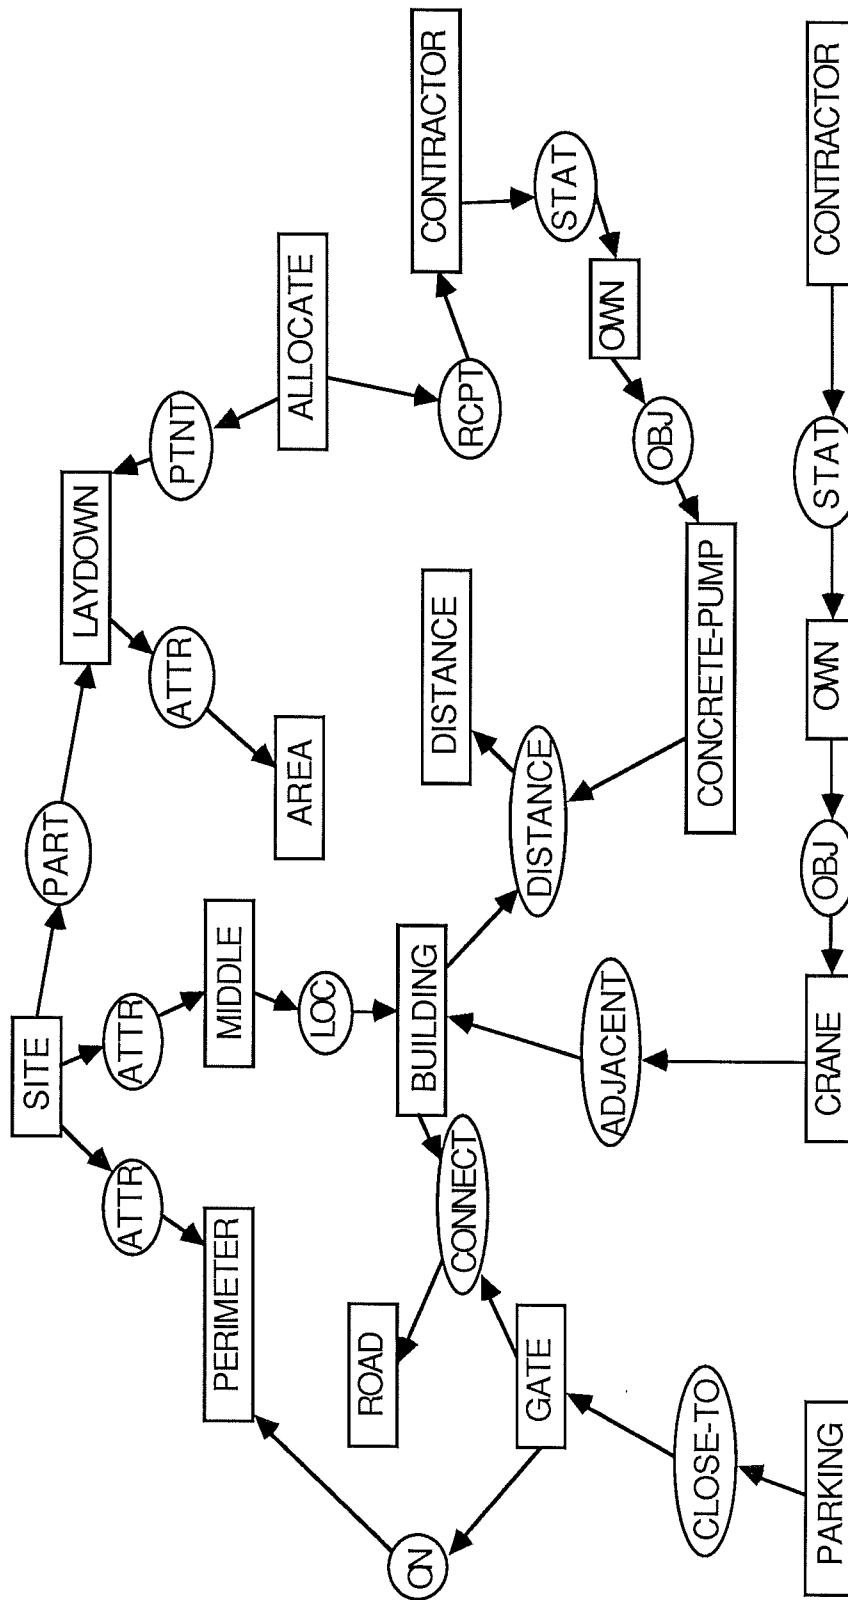 SITE
PART
LAYDOWN
ATTR
ATTR
ATTR
PTNT
PERIMETER
MIDDLE
AREA
ALLOCATE
LOC
ROAD
ON
BUILDING
DISTANCE
CONTRACTOR
CONNECT
RCPT
GATE
DISTANCE
STAT
ADJACENT
OWN
OBJ
CLOSE-TO
CONCRETE-PUMP
PARKING
CRANE
OBJ
OWN
STAT
CONTRACTOR